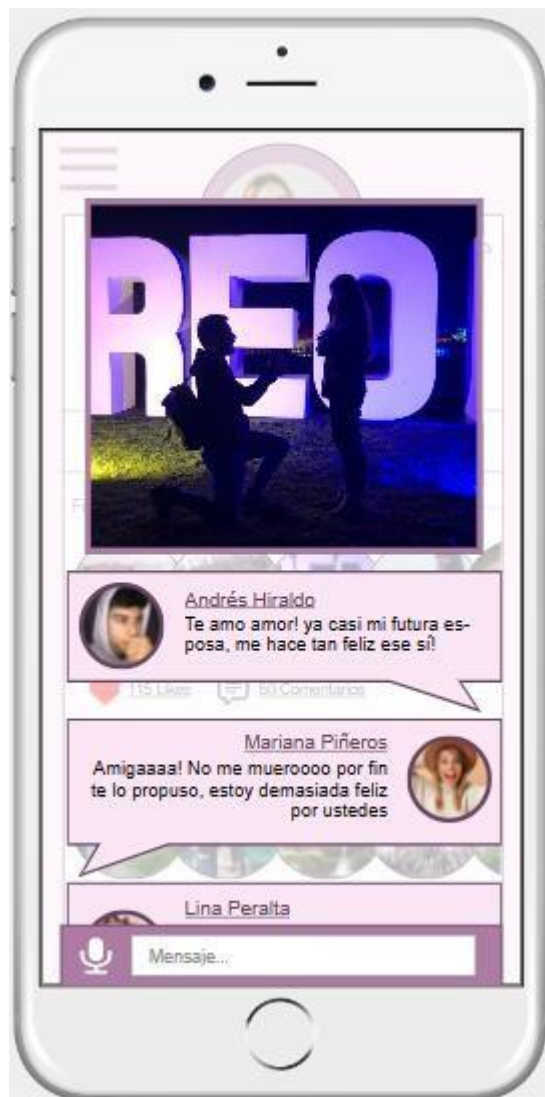 REO
Andrés Hiraldo
Te amo amor! ya casi mi futura es-
posa, me hace tan feliz ese sí!
115 Likes
50 Comentarios
Mariana Piñeros
Amigaaaa! No me mueroooo por fin
te lo propuso, estoy demasiada feliz
por ustedes
Lina Peralta
Mensaje...